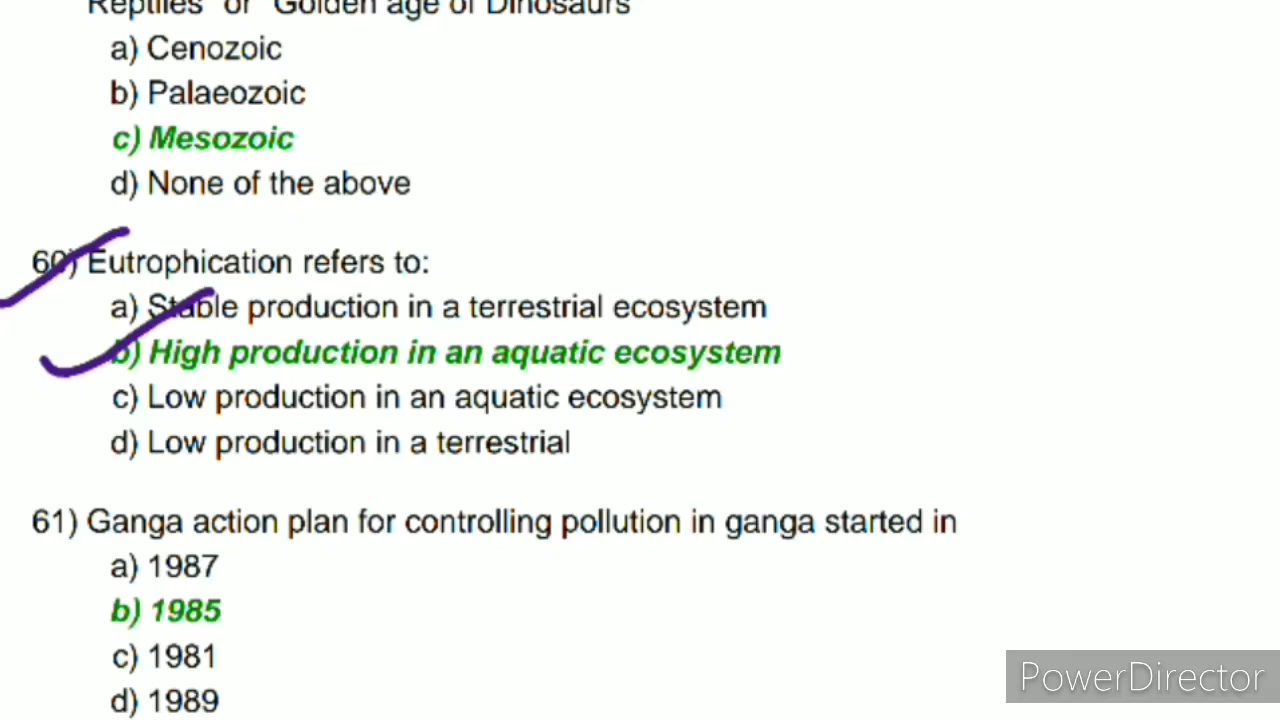 Reptiles" or "Golden age of Dinosaurs"
a) Cenozoic
b) Palaeozoic
c) Mesozoic
d) None of the above
60) Eutrophication refers to:
a) Stable production in a terrestrial ecosystem
b) High production in an aquatic ecosystem
c) Low production in an aquatic ecosystem
d) Low production in a terrestrial
61) Ganga action plan for controlling pollution in ganga started in
a) 1987
b) 1985
c) 1981
d) 1989
PowerDirector